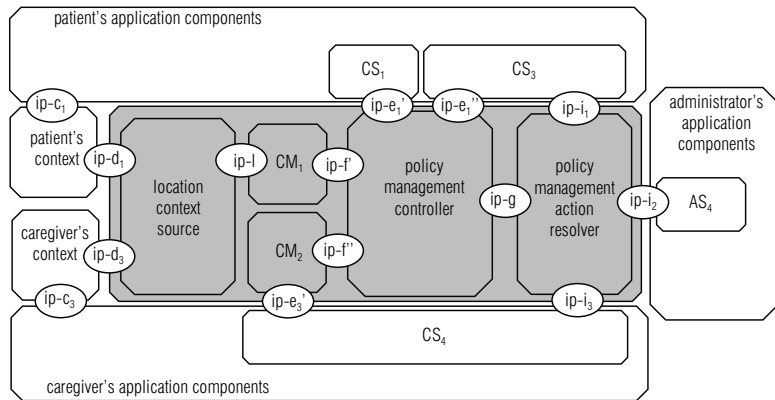 patient's application components
CS1
CS3
ip-c1
ip-e1'
ip-e1''
ip-i1
administrator's
application
components
patient's
context
ip-d1
location
context
source
ip-l
CM1
ip-f'
policy
management
controller
ip-g
policy
management
action
resolver
ip-i2
AS4
caregiver's
context
ip-d3
CM2
ip-f''
ip-c3
ip-e3'
ip-i3
CS4
caregiver's application components